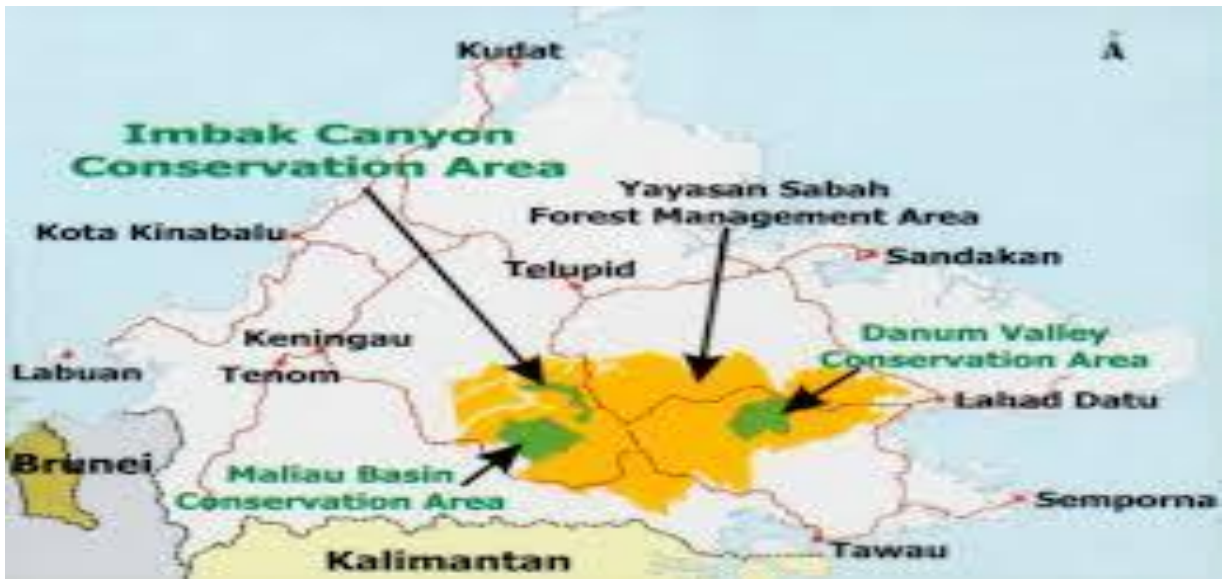 Kudat
Imbak Canyon
Conservation Area
Yayasan Sabah
Forest Management Area
Kota Kinabalu
Sandakan
Telupid
Keningau
Danum Valley
Conservation Area
Labuan
Tenom
Lahad Datu
Brunei
Maliau Basin
Conservation Area
Semporna
Tawau
Kalimantan